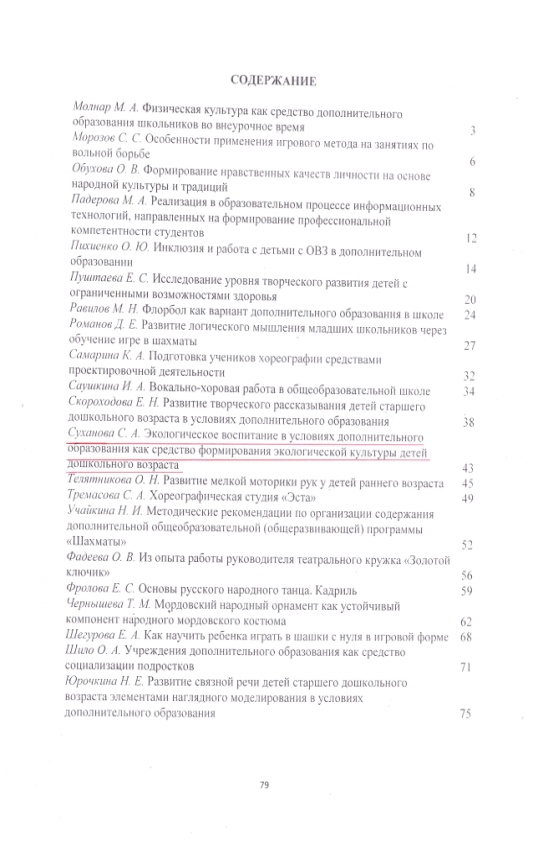 СОДЕРЖАНИЕ
Молнар М. А. Физическая культура как средство дополнительного
образования школьников во внеурочное время 3
Морозов С. С. Особенности применения игрового метода на занятиях по
вольной борьбе 6
Обухова О. В. Формирование нравственных качеств личности на основе
народной культуры и традиций 8
Падерова М. А. Реализация в образовательном процессе информационных
технологий, направленных на формирование профессиональной
компетентности студентов 12
Пихиенко О. Ю. Инклюзия и работа с детьми с ОВЗ в дополнительном
образовании 14
Пуштаева Е. С. Исследование уровня творческого развития детей с
ограниченными возможностями здоровья 20
Равилов М. Н. Флорбол как вариант дополнительного образования в школе 24
Романов Д. Е. Развитие логического мышления младших школьников через
обучение игре в шахматы 27
Самарина К. А. Подготовка учеников хореографии средствами
проектировочной деятельности 32
Саушкина И. А. Вокально-хоровая работа в общеобразовательной школе 34
Скороходова Е. Н. Развитие творческого рассказывания детей старшего
дошкольного возраста в условиях дополнительного образования 38
Суханова С. А. Экологическое воспитание в условиях дополнительного
образования как средство формирования экологической культуры детей
дошкольного возраста 43
Телятникова О. Н. Развитие мелкой моторики рук у детей раннего возраста 45
Тремасова С. А. Хореографическая студия «Эста» 49
Учайкина Н. И. Методические рекомендации по организации содержания
дополнительной общеобразовательной (общеразвивающей) программы
«Шахматы» 52
Фадеева О. В. Из опыта работы руководителя театрального кружка «Золотой
ключик» 56
Фролова Е. С. Основы русского народного танца. Кадриль 59
Чернышева Т. М. Мордовский народный орнамент как устойчивый
компонент народного мордовского костюма 62
Шегурова Е. А. Как научить ребенка играть в шашки с нуля в игровой форме 68
Шило О. А. Учреждения дополнительного образования как средство
социализации подростков 71
Юрочкина Н. Е. Развитие связной речи детей старшего дошкольного
возраста элементами наглядного моделирования в условиях
дополнительного образования 75
79